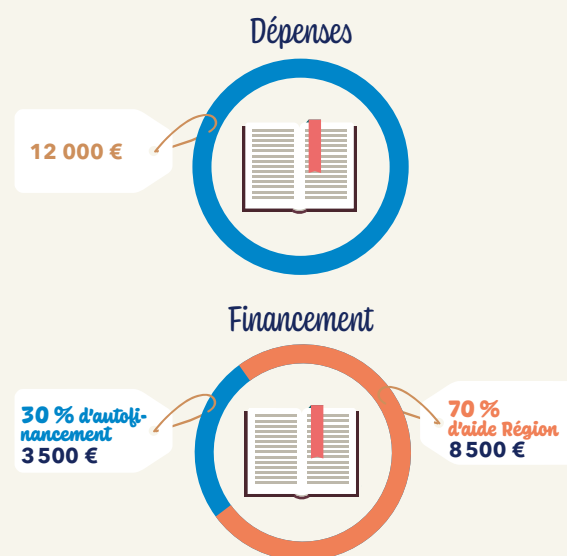 Dépenses
12 000 €
Financement
30 % d'autofi-
nancement
3 500 €
70 %
d'aide Région
8 500 €